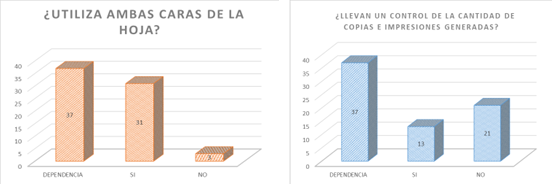 ¿UTILIZA AMBAS CARAS DE LA
HOJA?
40
35
30
25
20
15
10
5
0
37
31
DEPENDENCIA
SI
NO
¿LLEVAN UN CONTROL DE LA CANTIDAD DE
COPIAS E IMPRESIONES GENERADAS?
40
35
30
25
20
15
10
5
0
37
13
21
DEPENDENCIA
SI
NO